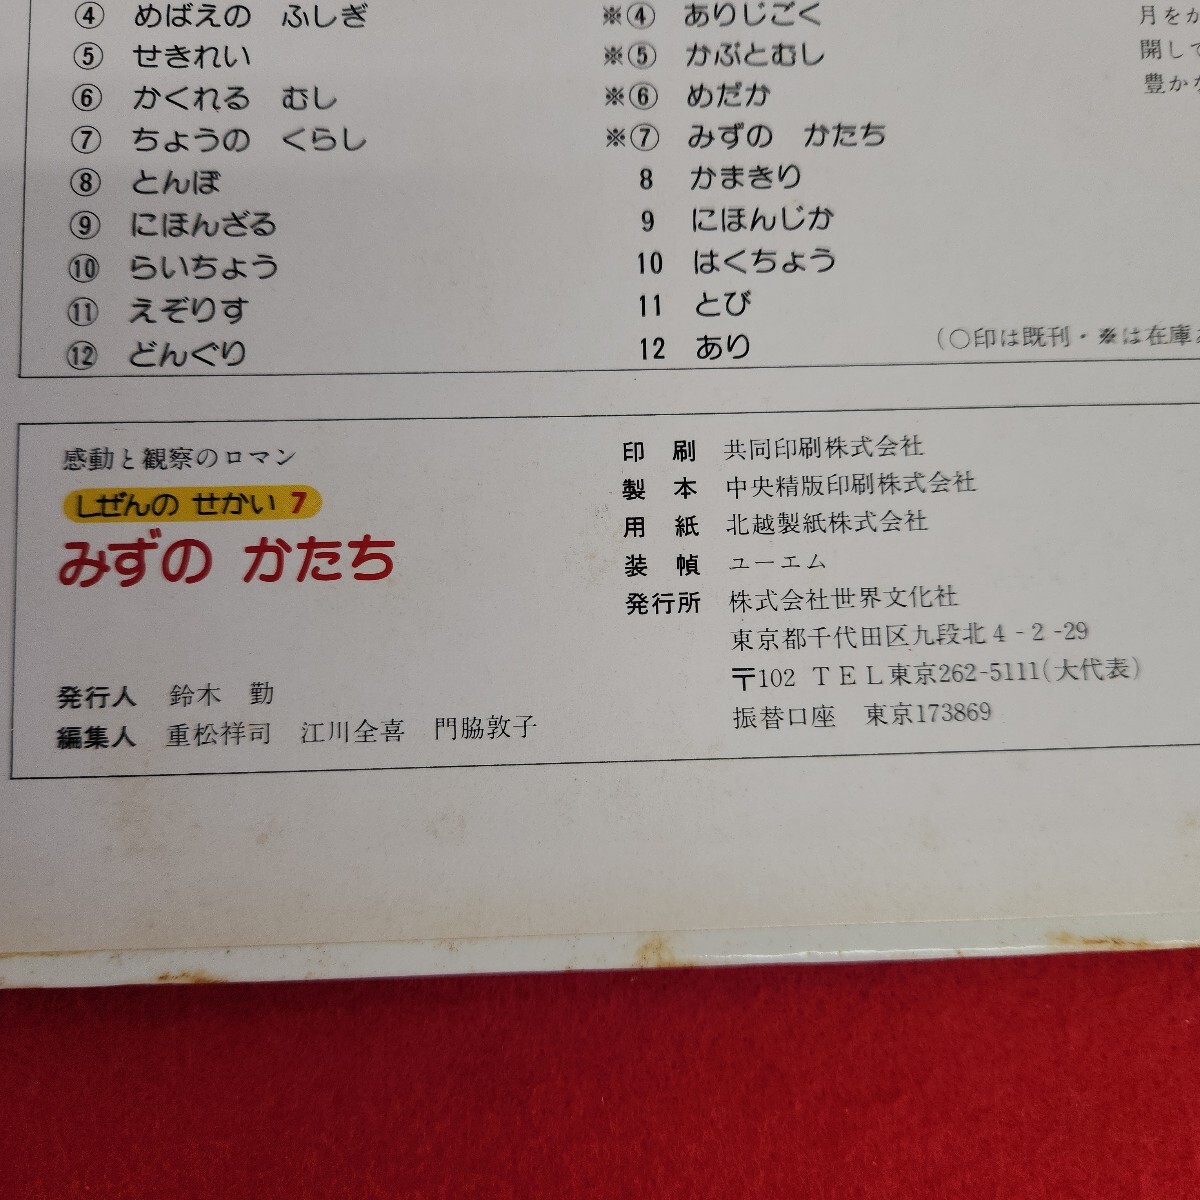 ④ めばえの ふしぎ
⑤ せきれい
⑥ かくれる むし
⑦ ちょうの くらし
⑧ とんぼ
⑨ にほんざる
⑩ らいちょう
⑪ えぞりす
⑫ どんぐり
※④ ありじごく
※⑤ かぶとむし
※⑥ めだか
※⑦ みずの かたち
8 かまきり
9 にほんじか
10 はくちょう
11 とび
12 あり
月をか
開して
豊かな
(○印は既刊・※は在庫あ
感動と観察のロマン
しぜんの せかい 7
みずの かたち
発行人 鈴木 勤
編集人 重松祥司 江川全喜 門脇敦子
印 刷 共同印刷株式会社
製 本 中央精版印刷株式会社
用 紙 北越製紙株式会社
装 幀 ユーエム
発行所 株式会社世界文化社
東京都千代田区九段北4-2-29
〒102 TEL東京262-5111(大代表)
振替口座 東京173869